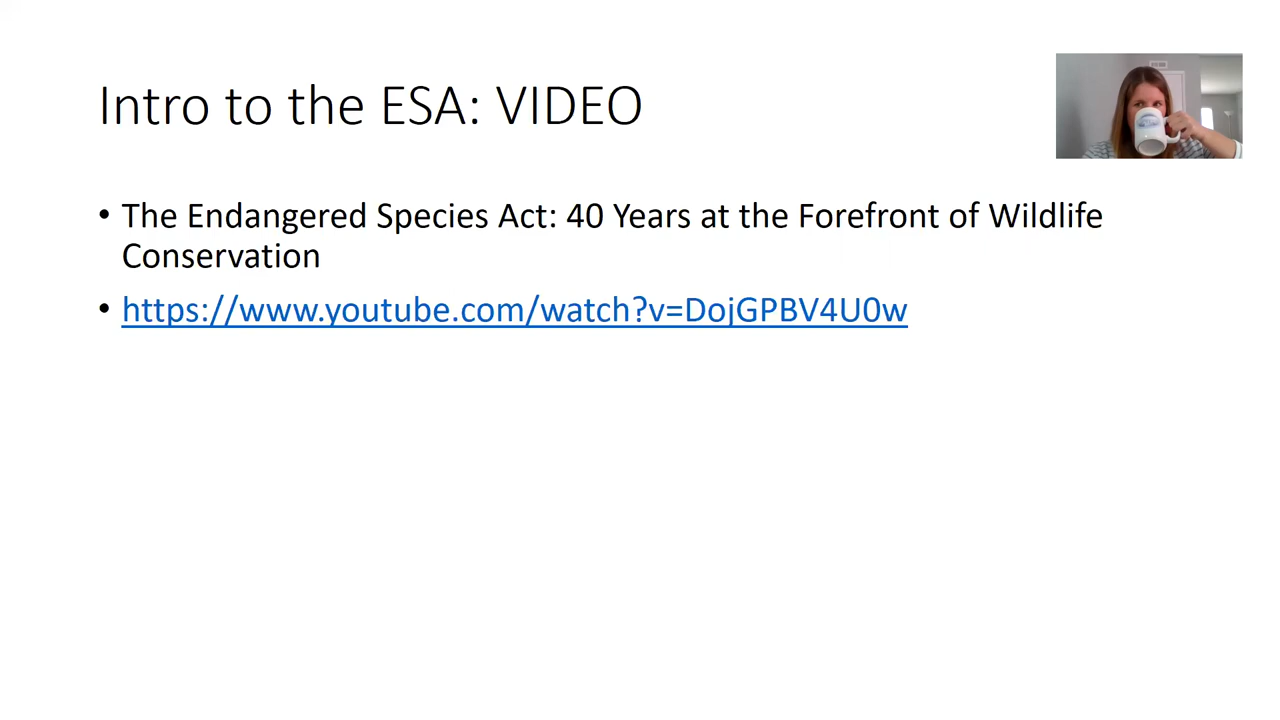 Intro to the ESA: VIDEO
• The Endangered Species Act: 40 Years at the Forefront of Wildlife
Conservation
• https://www.youtube.com/watch?v=DojGPBV4U0w